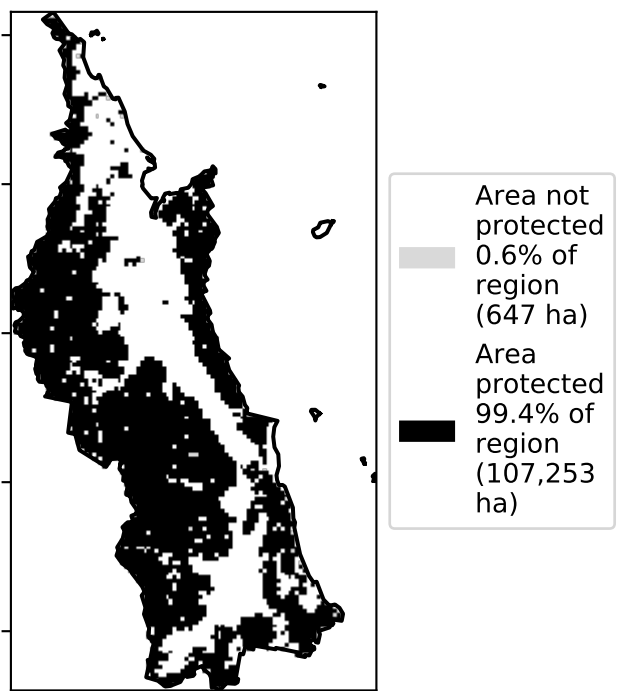 Area not
protected
0.6% of
region
(647 ha)
Area
protected
99.4% of
region
(107,253
ha)